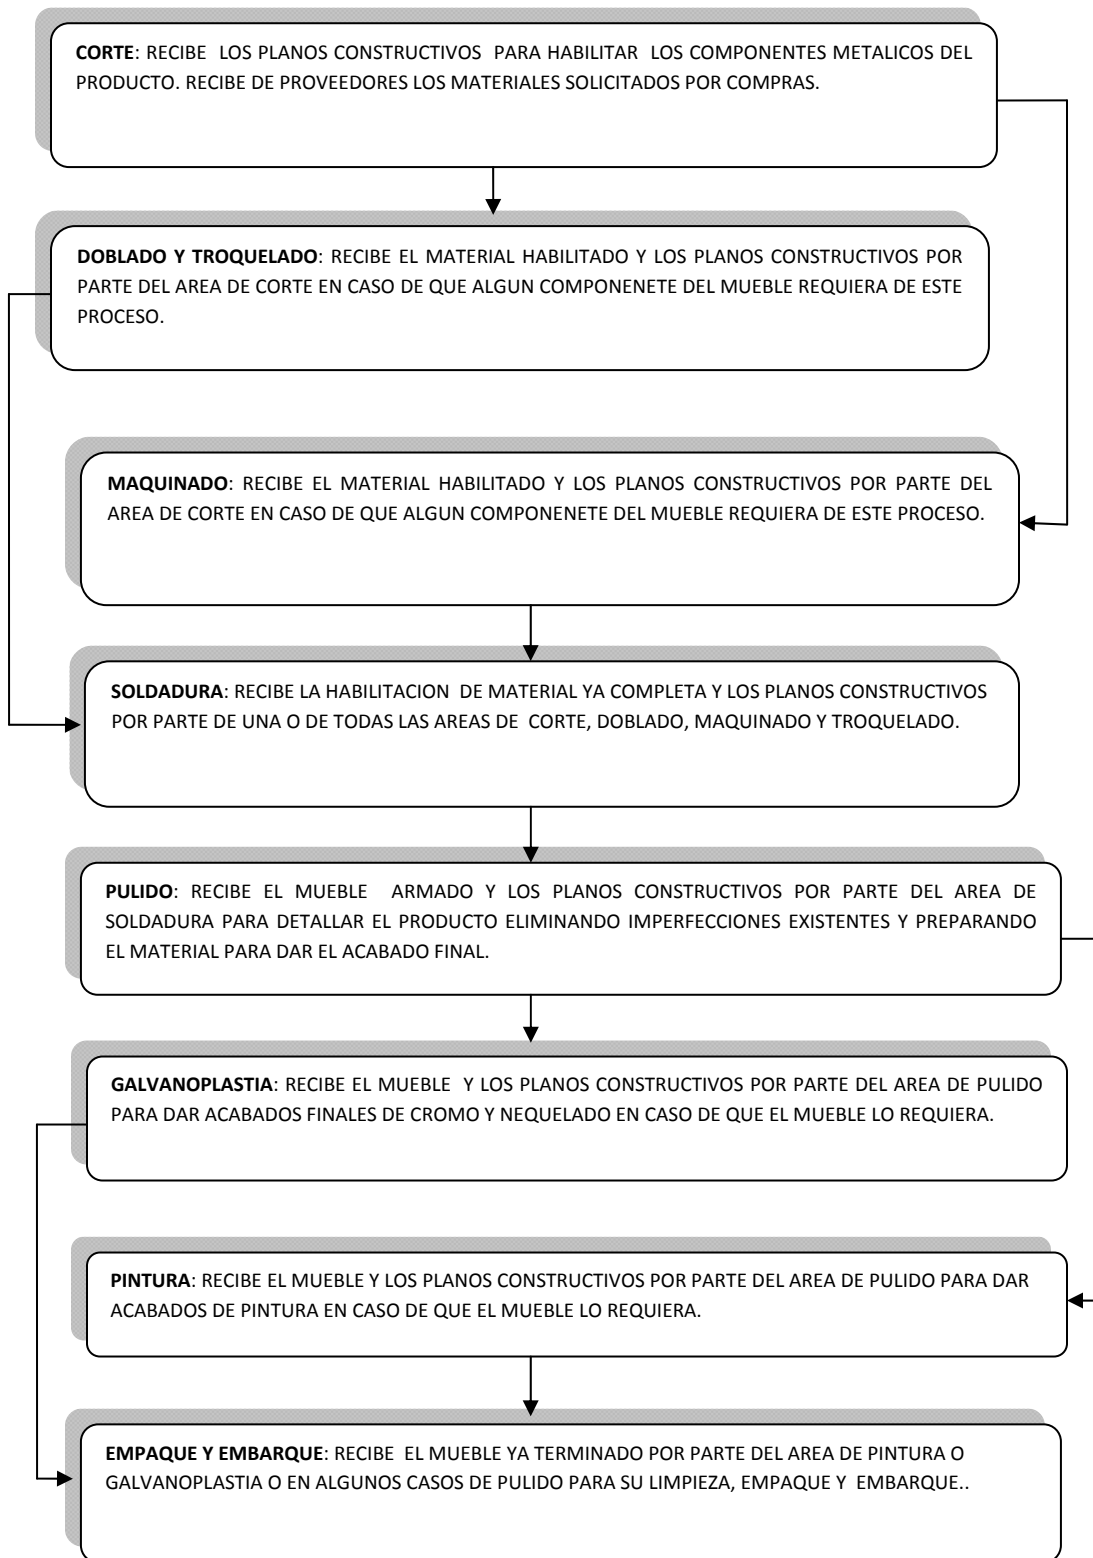 CORTE: RECIBE LOS PLANOS CONSTRUCTIVOS PARA HABILITAR LOS COMPONENTES METALICOS DEL
PRODUCTO. RECIBE DE PROVEEDORES LOS MATERIALES SOLICITADOS POR COMPRAS.
DOBLADO Y TROQUELADO: RECIBE EL MATERIAL HABILITADO Y LOS PLANOS CONSTRUCTIVOS POR
PARTE DEL AREA DE CORTE EN CASO DE QUE ALGUN COMPONENETE DEL MUEBLE REQUIERA DE ESTE
PROCESO.
MAQUINADO: RECIBE EL MATERIAL HABILITADO Y LOS PLANOS CONSTRUCTIVOS POR PARTE DEL
AREA DE CORTE EN CASO DE QUE ALGUN COMPONENETE DEL MUEBLE REQUIERA DE ESTE PROCESO.
SOLDADURA: RECIBE LA HABILITACION DE MATERIAL YA COMPLETA Y LOS PLANOS CONSTRUCTIVOS
POR PARTE DE UNA O DE TODAS LAS AREAS DE CORTE, DOBLADO, MAQUINADO Y TROQUELADO.
PULIDO: RECIBE EL MUEBLE ARMADO Y LOS PLANOS CONSTRUCTIVOS POR PARTE DEL AREA DE
SOLDADURA PARA DETALLAR EL PRODUCTO ELIMINANDO IMPERFECCIONES EXISTENTES Y PREPARANDO
EL MATERIAL PARA DAR EL ACABADO FINAL.
GALVANOPLASTIA: RECIBE EL MUEBLE Y LOS PLANOS CONSTRUCTIVOS POR PARTE DEL AREA DE PULIDO
PARA DAR ACABADOS FINALES DE CROMO Y NEQUELADO EN CASO DE QUE EL MUEBLE LO REQUIERA.
PINTURA: RECIBE EL MUEBLE Y LOS PLANOS CONSTRUCTIVOS POR PARTE DEL AREA DE PULIDO PARA DAR
ACABADOS DE PINTURA EN CASO DE QUE EL MUEBLE LO REQUIERA.
EMPAQUE Y EMBARQUE: RECIBE EL MUEBLE YA TERMINADO POR PARTE DEL AREA DE PINTURA O
GALVANOPLASTIA O EN ALGUNOS CASOS DE PULIDO PARA SU LIMPIEZA, EMPAQUE Y EMBARQUE..